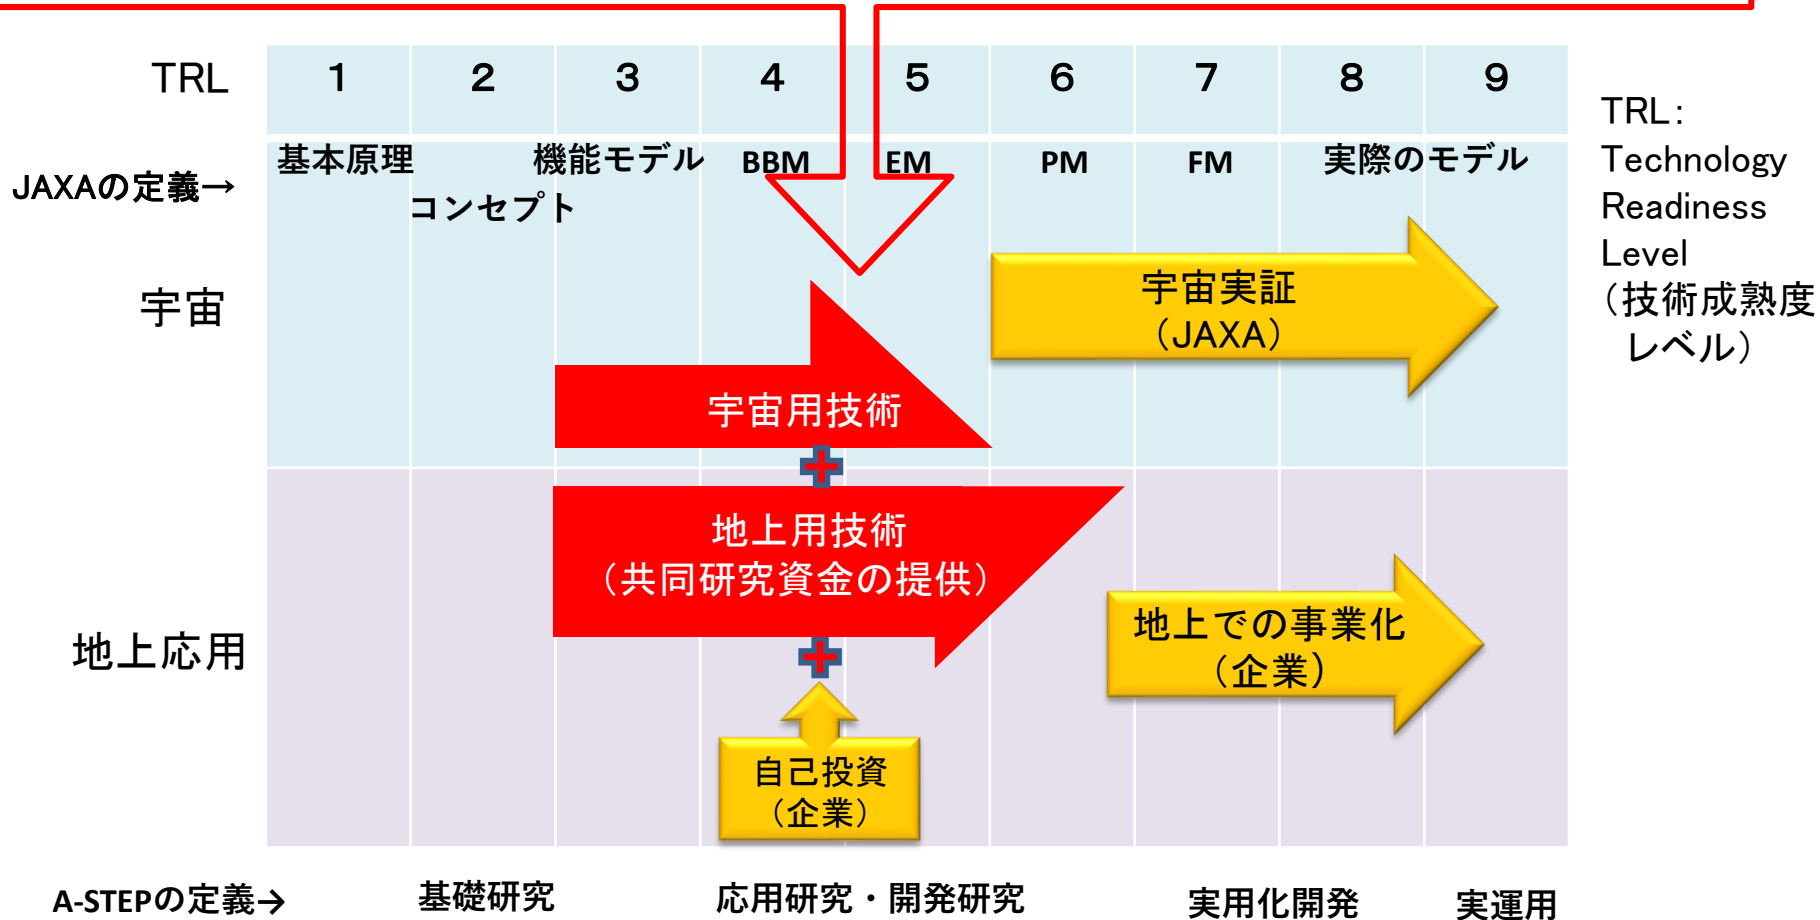 TRL 1 2 3 4 5 6 7 8 9
JAXAの定義→ 基本原理 機能モデル BBM EM PM FM 実際のモデル
コンセプト
TRL:
Technology
Readiness
Level
(技術成熟度
レベル)
宇宙
宇宙実証
(JAXA)
宇宙用技術
地上用技術
(共同研究資金の提供)
地上応用
地上での事業化
(企業)
自己投資
(企業)
A-STEPの定義→ 基礎研究 応用研究・開発研究 実用化開発 実運用